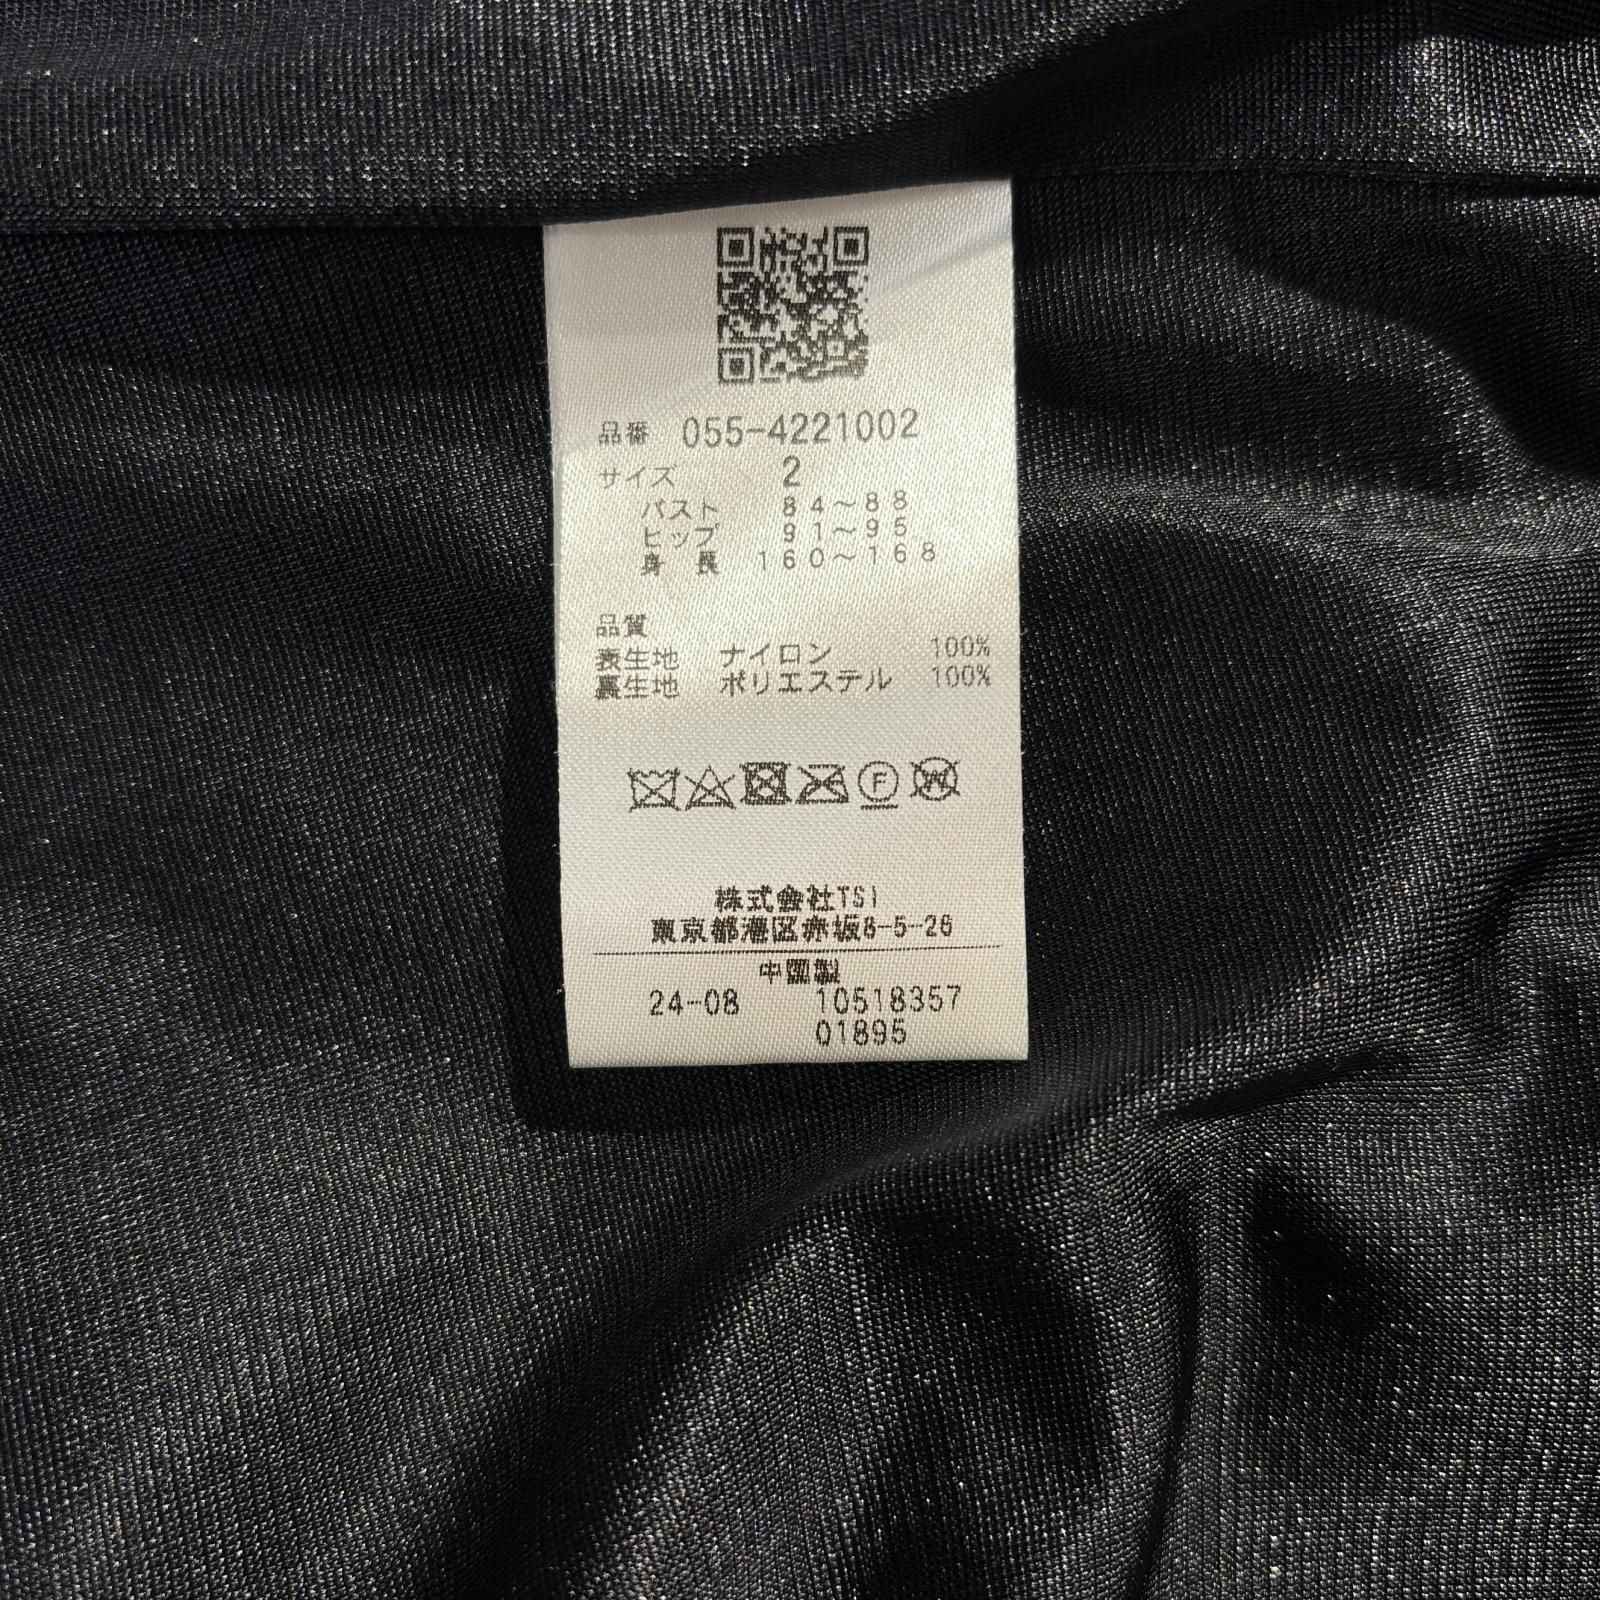 品番 055-4221002
サイズ 2
バスト 84～88
ヒップ 91～95
身 長 160～168
品質
表生地 ナイロン 100%
裏生地 ポリエステル 100%
F
W
株式会社TSI
東京都港区赤坂8-5-26
中国製
24-08 10518357
01895